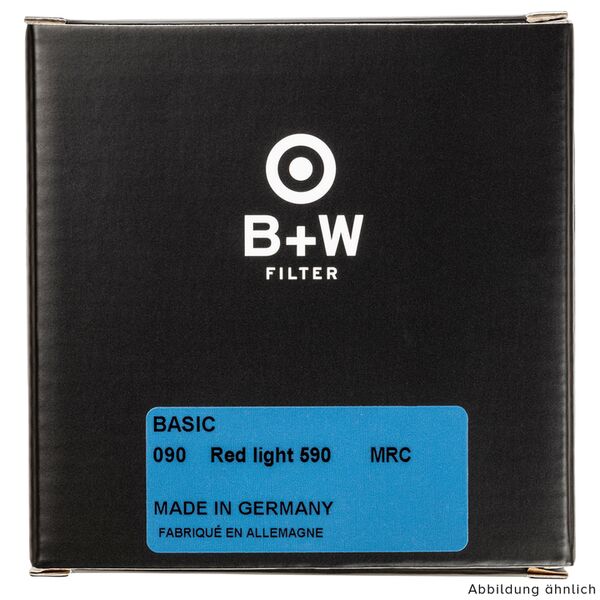 B+W
FILTER
BASIC
090 Red light 590 MRC
MADE IN GERMANY
FABRIQUÉ EN ALLEMAGNE
Abbildung ähnlich